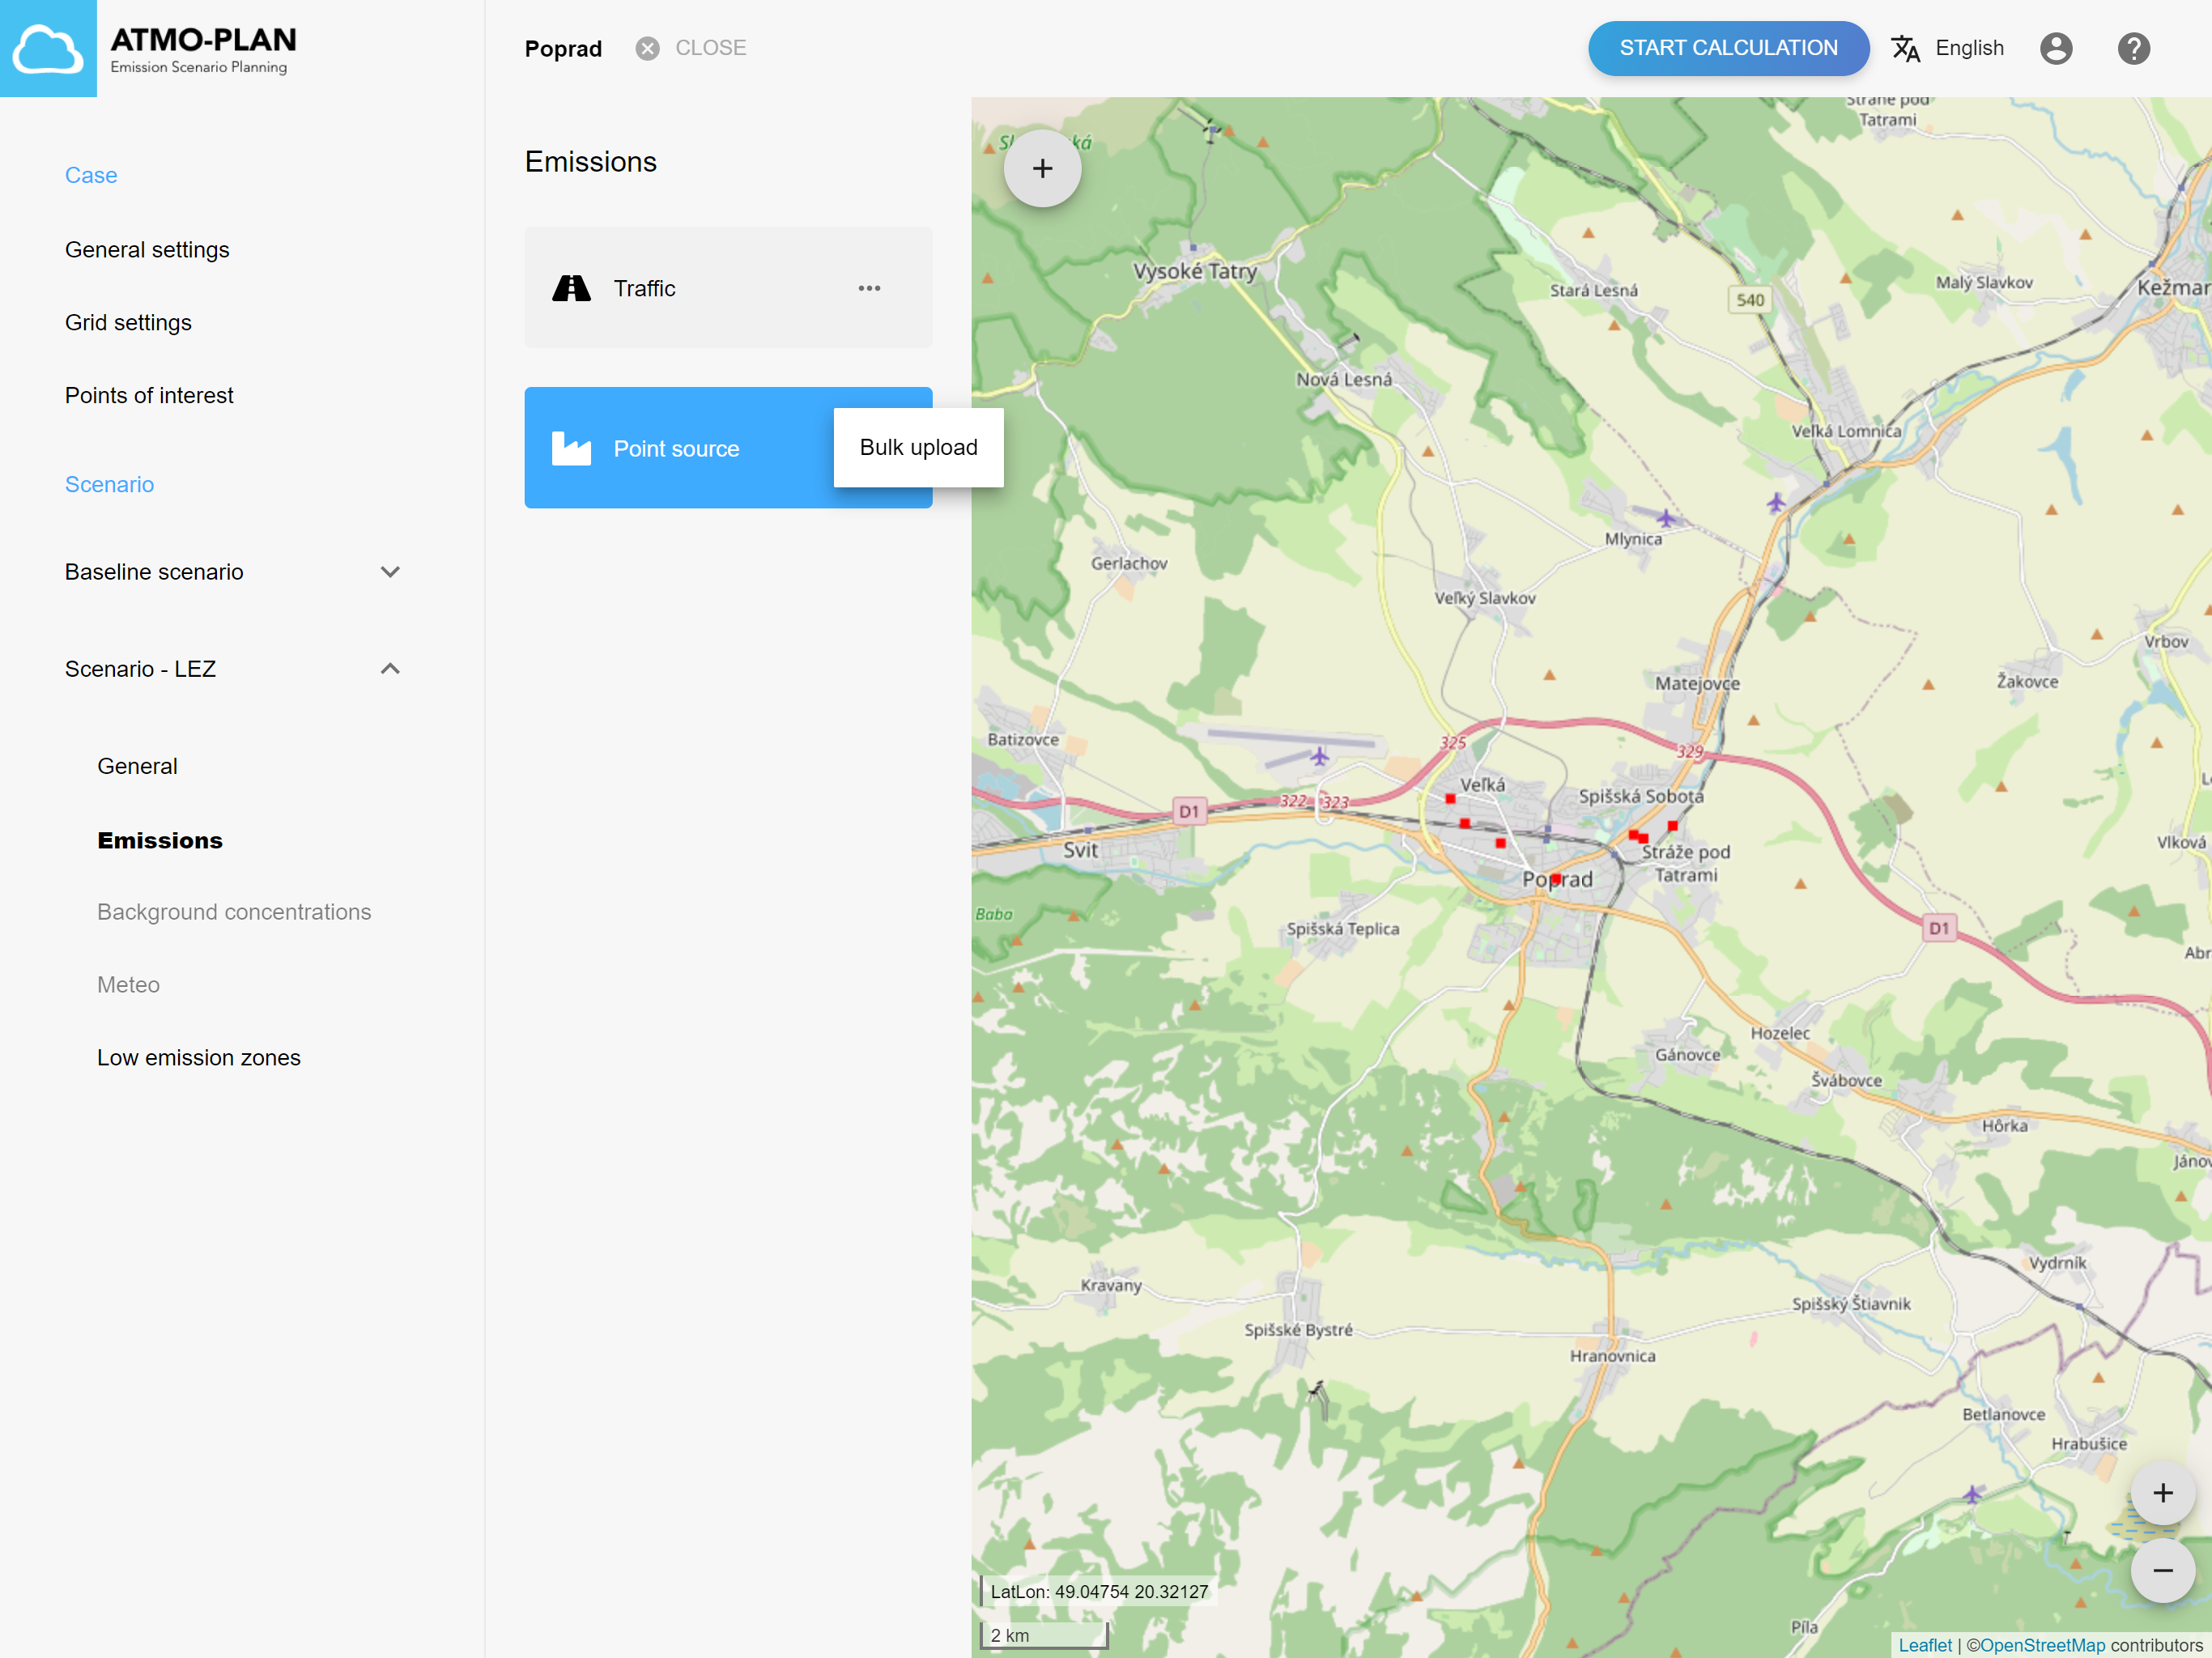 ATMO-PLAN
Emission Scenario Planning
Poprad
CLOSE
START CALCULATION
English
Case
General settings
Grid settings
Points of interest
Scenario
Baseline scenario
Scenario - LEZ
General
Emissions
Background concentrations
Meteo
Low emission zones
Emissions
Traffic
Point source
Bulk upload
Stráže pod
Tatrami
Vysoké Tatry
Stará Lesná
540
Malý Slavkov
Kežmar
Nová Lesná
Veľká Lomnica
Mlynica
Gerlachov
Veľký Slavkov
Vrbov
Žakovce
Matejovce
Batizovce
325
329
Veľká
Spišská Sobota
322
323
D1
Svit
Stráže pod
Tatrami
Vlková
Poprad
Baba
Spišská Teplica
D1
Abr
Hozelec
Gánovce
Švábovce
Hôrka
Jánov
Kravany
Vydrník
Spišský Štiavnik
Spišské Bystré
Hranovnica
Betlanovce
Hrabušice
Píla
LatLon: 49.04754 20.32127
2 km
Leaflet | ©OpenStreetMap contributors